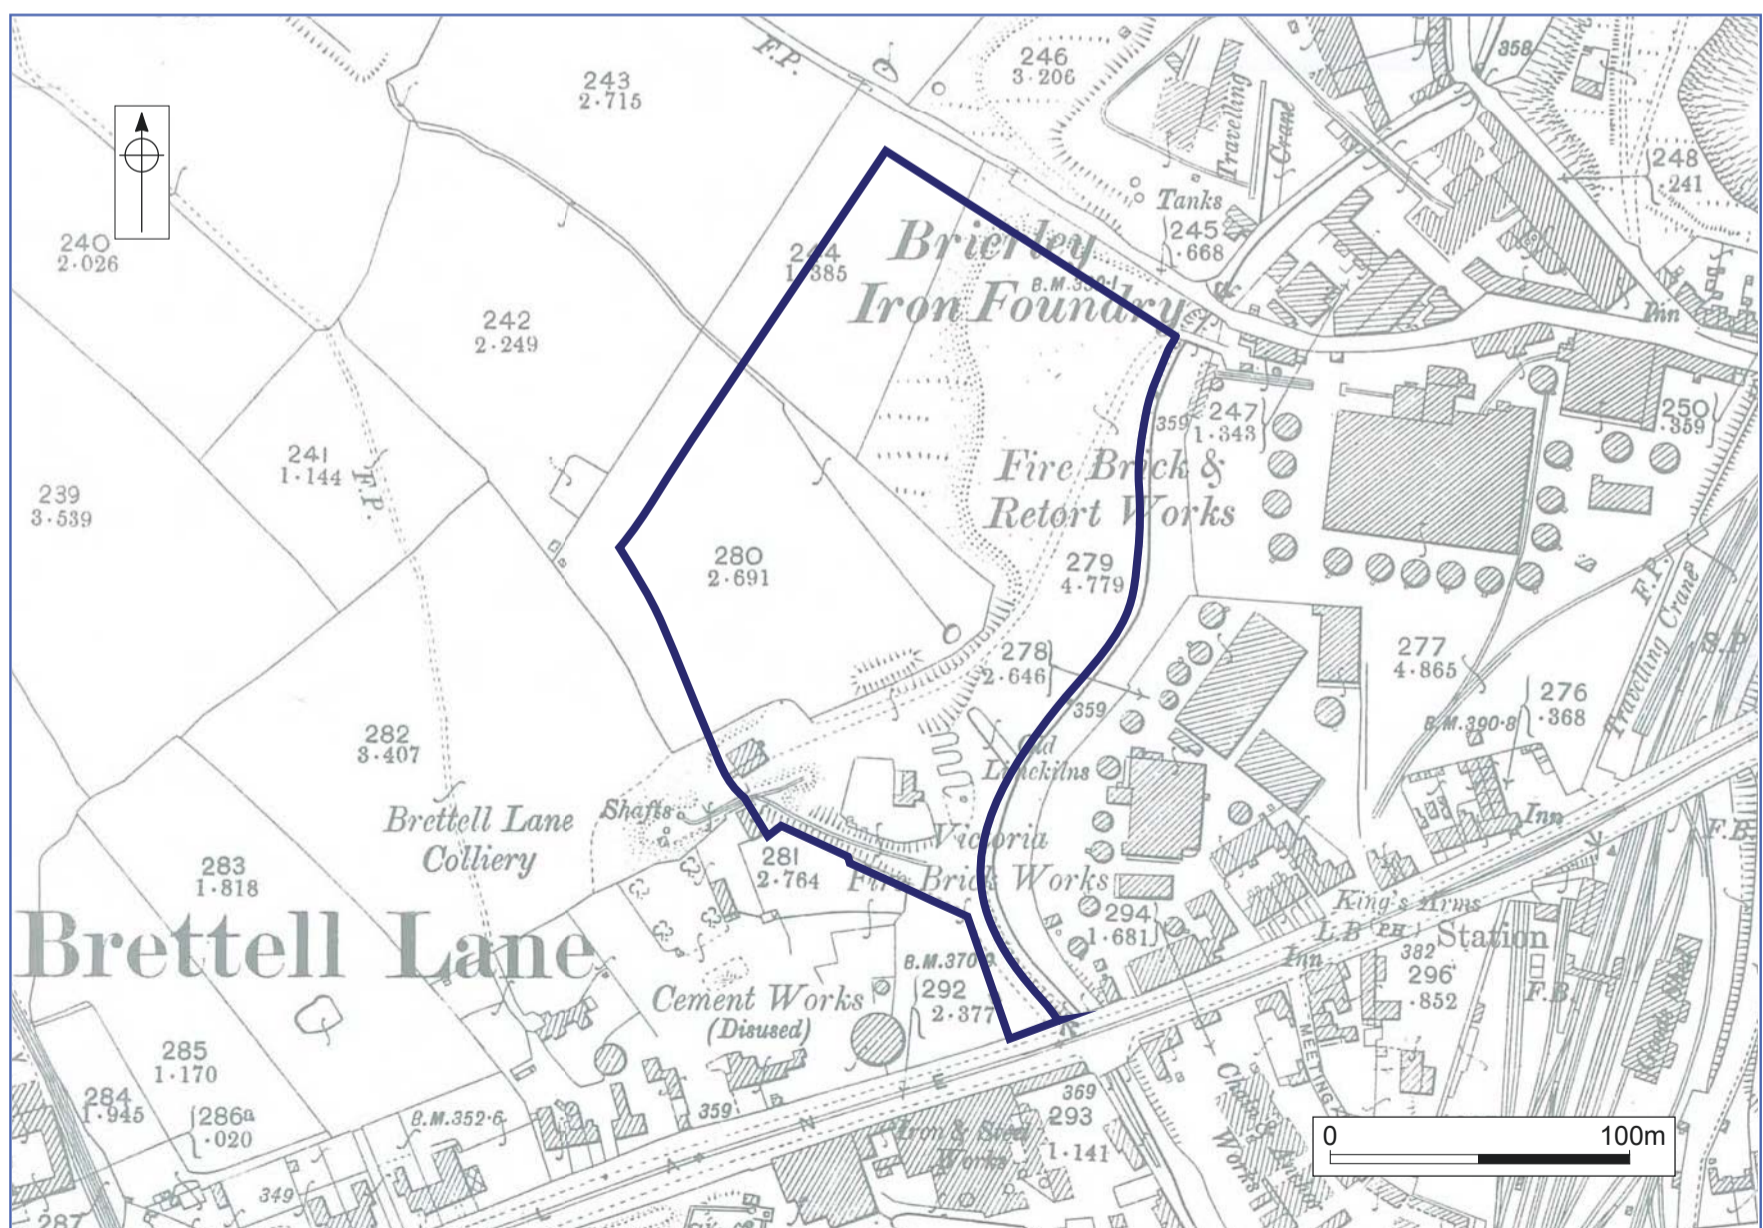 F.P.
243
2·715
246
3·206
358
Travelling Crane
248
·241
Tanks
245
·668
240
2·026
244
1·385
Brierley
Iron Foundry
Inn
242
2·249
241
1·144
F.P.
239
3·539
359
247
1·343
250
·359
Fire Brick &
Retort Works
280
2·691
279
4·779
278
2·646
277
4·865
F.P.
Travelling Cranes
S.P.
276
·368
B.M.390·8
282
3·407
359
Old
Limekilns
Brettell Lane
Colliery
Shafts
Inn
F.B.
283
1·818
281
2·764
Victoria
Fire Brick Works
King's Arms
(P.H.)
L.B.
Inn
Station
382
294
1·681
296
·852
F.B.
Brettell Lane
Cement Works
(Disused)
292
2·377
285
1·170
284
1·945
286a
·020
B.M.352·6
359
369
293
1·141
Iron & Steel
Works
MEETING
Chain &
Works
349
287
L A N E
0 100m